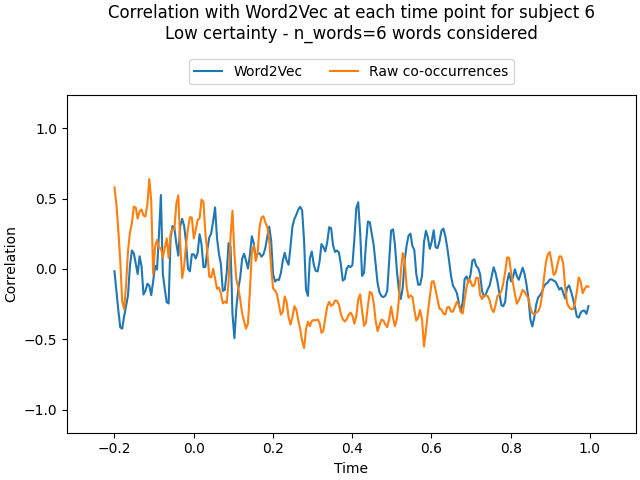 Correlation with Word2Vec at each time point for subject 6
Low certainty - n_words=6 words considered
Word2Vec
Raw co-occurrences
1.0
0.5
0.0
−0.5
−1.0
Correlation
−0.2
0.0
0.2
0.4
0.6
0.8
1.0
Time